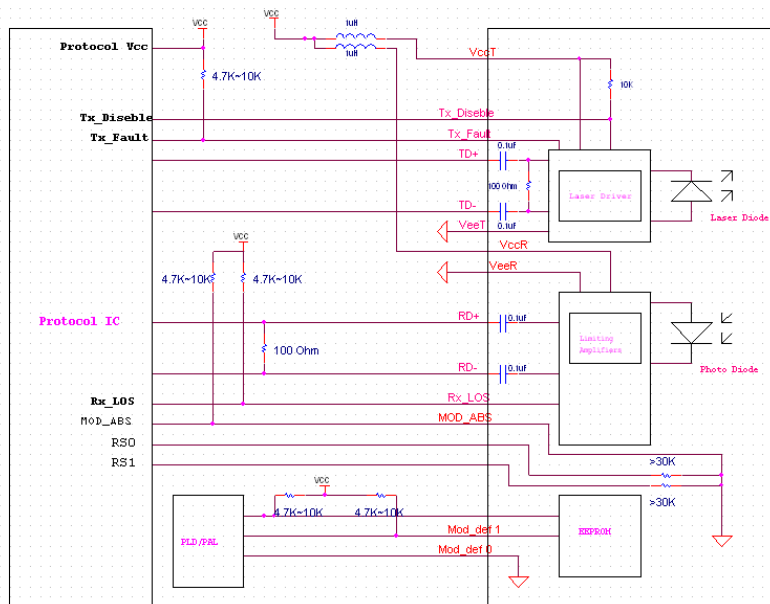 VCC
VCC
Protocol Vcc
1uH
1uH
VccT
4.7K~10K
10K
Tx_Diseble
Tx_Diseble
Tx_Fault
Tx_Fault
0.1uf
TD+
100 Ohm
Laser Driver
TD-
Laser Diode
VeeT
0.1uf
VCC
VccR
VeeR
4.7K~10K
4.7K~10K
Protocol IC
RD+
0.1uf
Limiting
Amplifiers
100 Ohm
RD-
0.1uf
Photo Diode
Rx_LOS
Rx_LOS
MOD_ABS
MOD_ABS
RS0
RS1
>30K
VCC
>30K
4.7K~10K
4.7K~10K
Mod_def 1
EEPROM
PLD/PAL
Mod_def 0